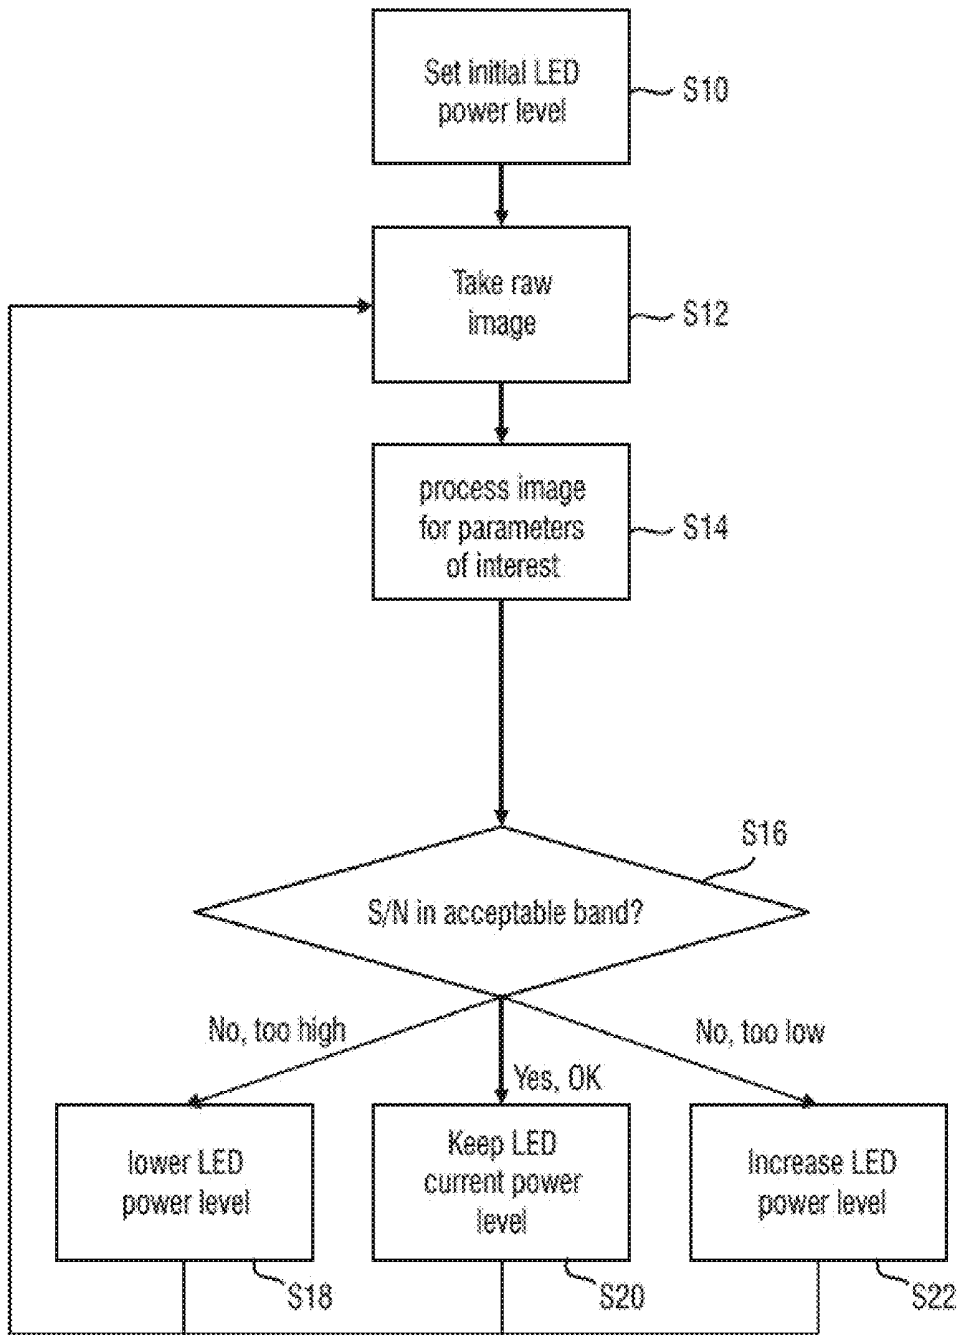 Set initial LED
power level
S10
Take raw
image
S12
process image
for parameters
of interest
S14
S16
S/N in acceptable band?
No, too high
Yes, OK
No, too low
lower LED
power level
S18
Keep LED
current power
level
S20
Increase LED
power level
S22